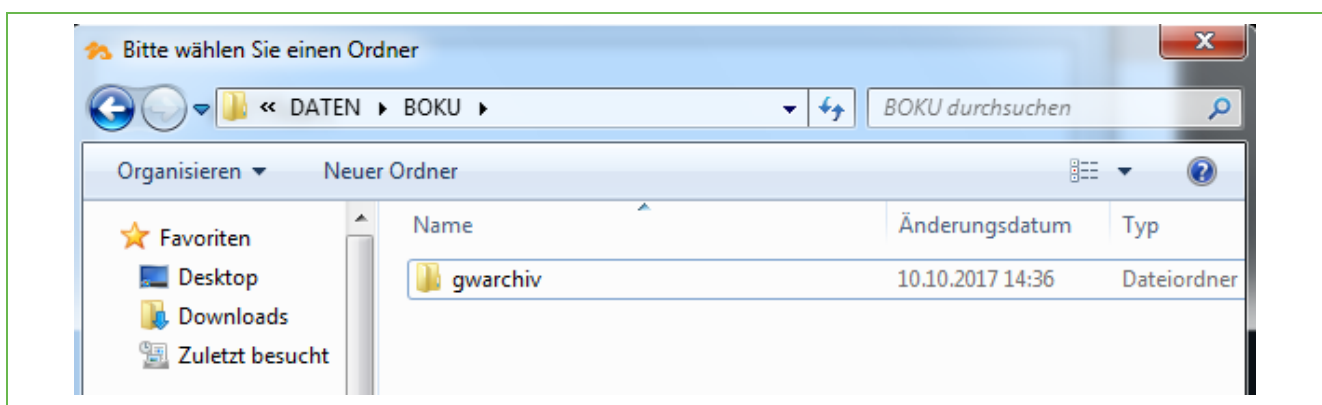 Bitte wählen Sie einen Ordner
« DATEN BOKU
BOKU durchsuchen
Organisieren Neuer Ordner
Name Änderungsdatum Typ
Favoriten
gwarchiv 10.10.2017 14:36 Dateiordner
Desktop
Downloads
Zuletzt besucht